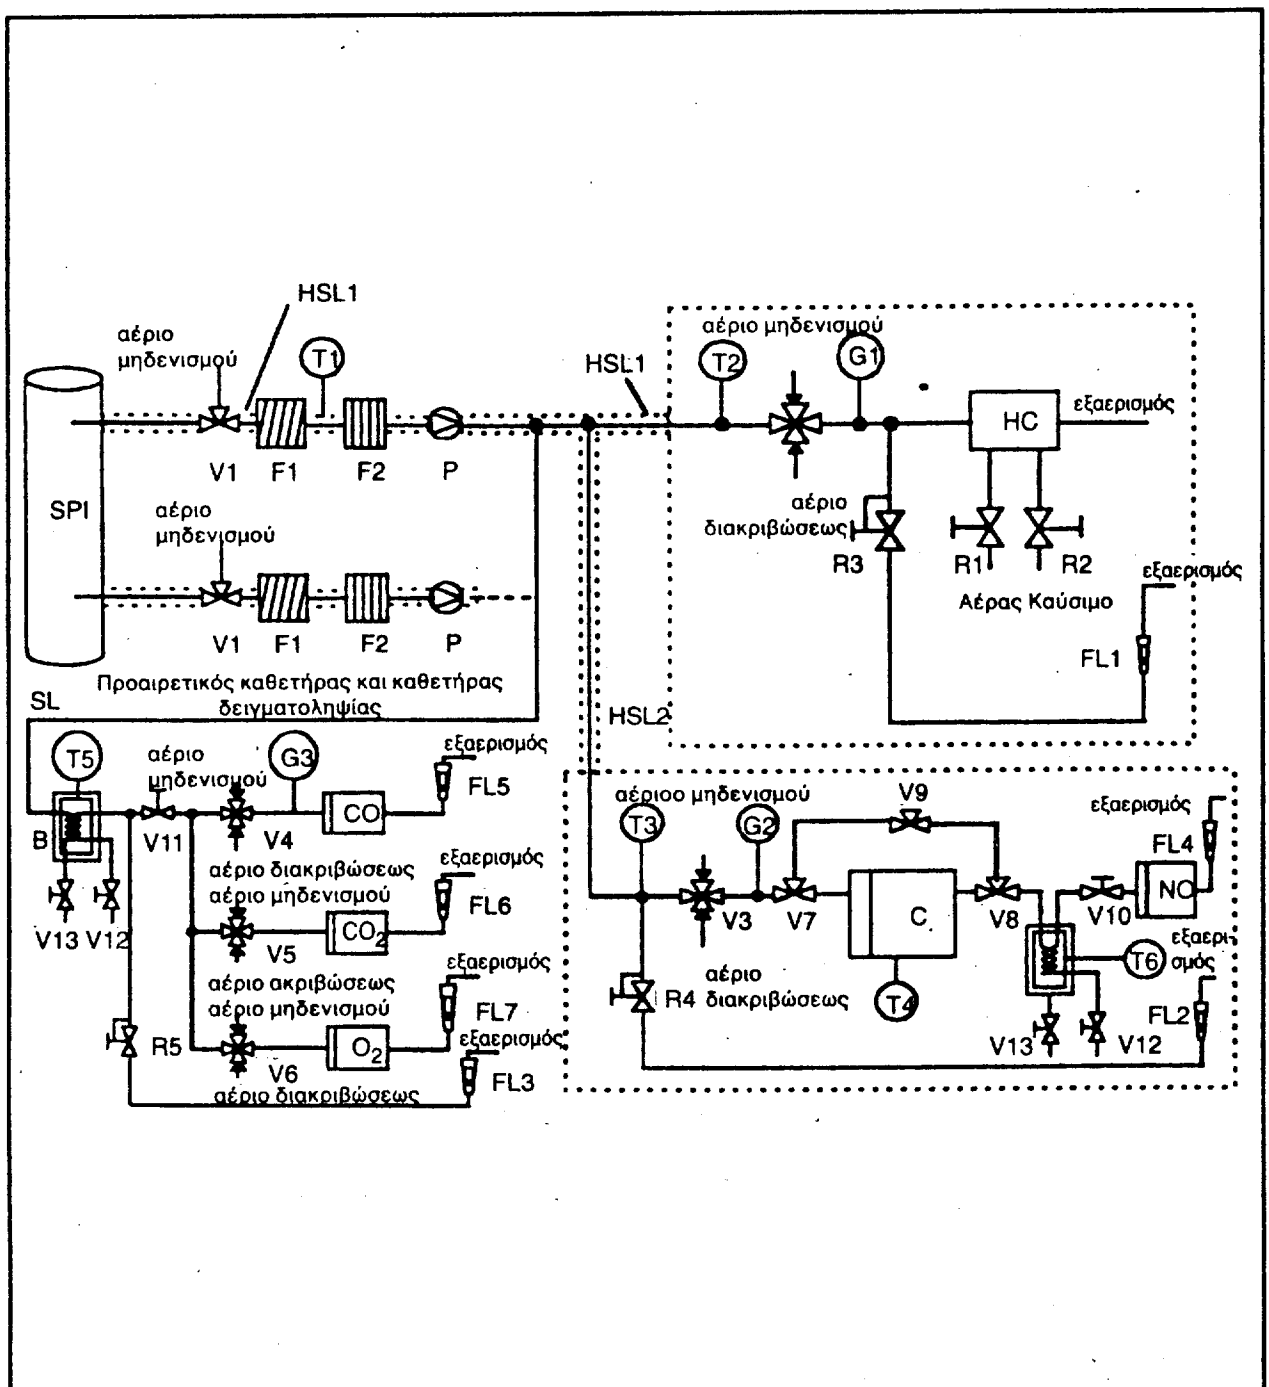 HSL1
αέριο
μηδενισμού
T1
V1
F1
F2
P
SPI
αέριο
μηδενισμού
V1
F1
F2
P
Προαιρετικός καθετήρας και καθετήρας
δειγματοληψίας
HSL1
αέριο μηδενισμού
T2
G1
HC
εξαερισμός
αέριο
διακριβώσεως
R3
R1
R2
Αέρας Καύσιμο
εξαερισμός
FL1
HSL2
SL
T5
αέριο
μηδενισμού
G3
εξαερισμός
FL5
B
V11
V4
CO
αέριο διακριβώσεως
αέριο μηδενισμού
εξαερισμός
FL6
V13
V12
V5
CO2
αέριο ακριβώσεως
αέριο μηδενισμού
εξαερισμός
FL7
R5
V6
O2
εξαερισμός
FL3
αέριο διακριβώσεως
αέριοο μηδενισμού
T3
G2
V9
εξαερισμός
FL4
V3
V7
C
V8
V10
NO
R4
αέριο
διακριβώσεως
T4
T6
εξαερι-
σμός
FL2
V13
V12